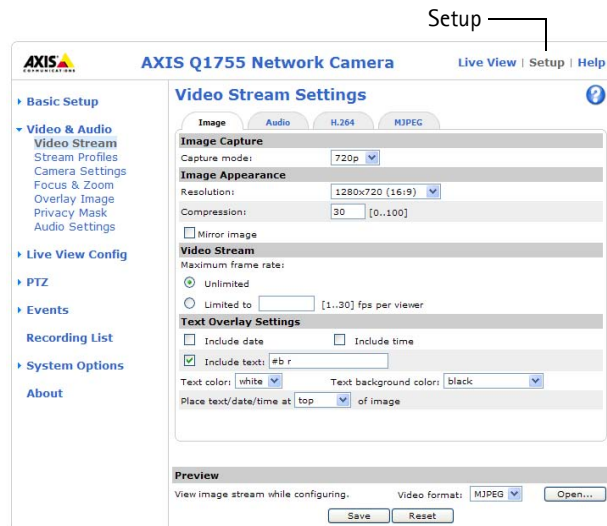 Setup
AXIS
COMMUNICATIONS
AXIS Q1755 Network Camera
Live View | Setup | Help
Basic Setup
Video & Audio
Video Stream
Stream Profiles
Camera Settings
Focus & Zoom
Overlay Image
Privacy Mask
Audio Settings
Live View Config
PTZ
Events
Recording List
System Options
About
Video Stream Settings
?
Image Audio H.264 MJPEG
Image Capture
Capture mode: 720p
Image Appearance
Resolution: 1280x720 (16:9)
Compression: 30 [0..100]
Mirror image
Video Stream
Maximum frame rate:
Unlimited
Limited to [1..30] fps per viewer
Text Overlay Settings
Include date Include time
Include text: #b r
Text color: white Text background color: black
Place text/date/time at top of image
Preview
View image stream while configuring. Video format: MJPEG Open...
Save Reset